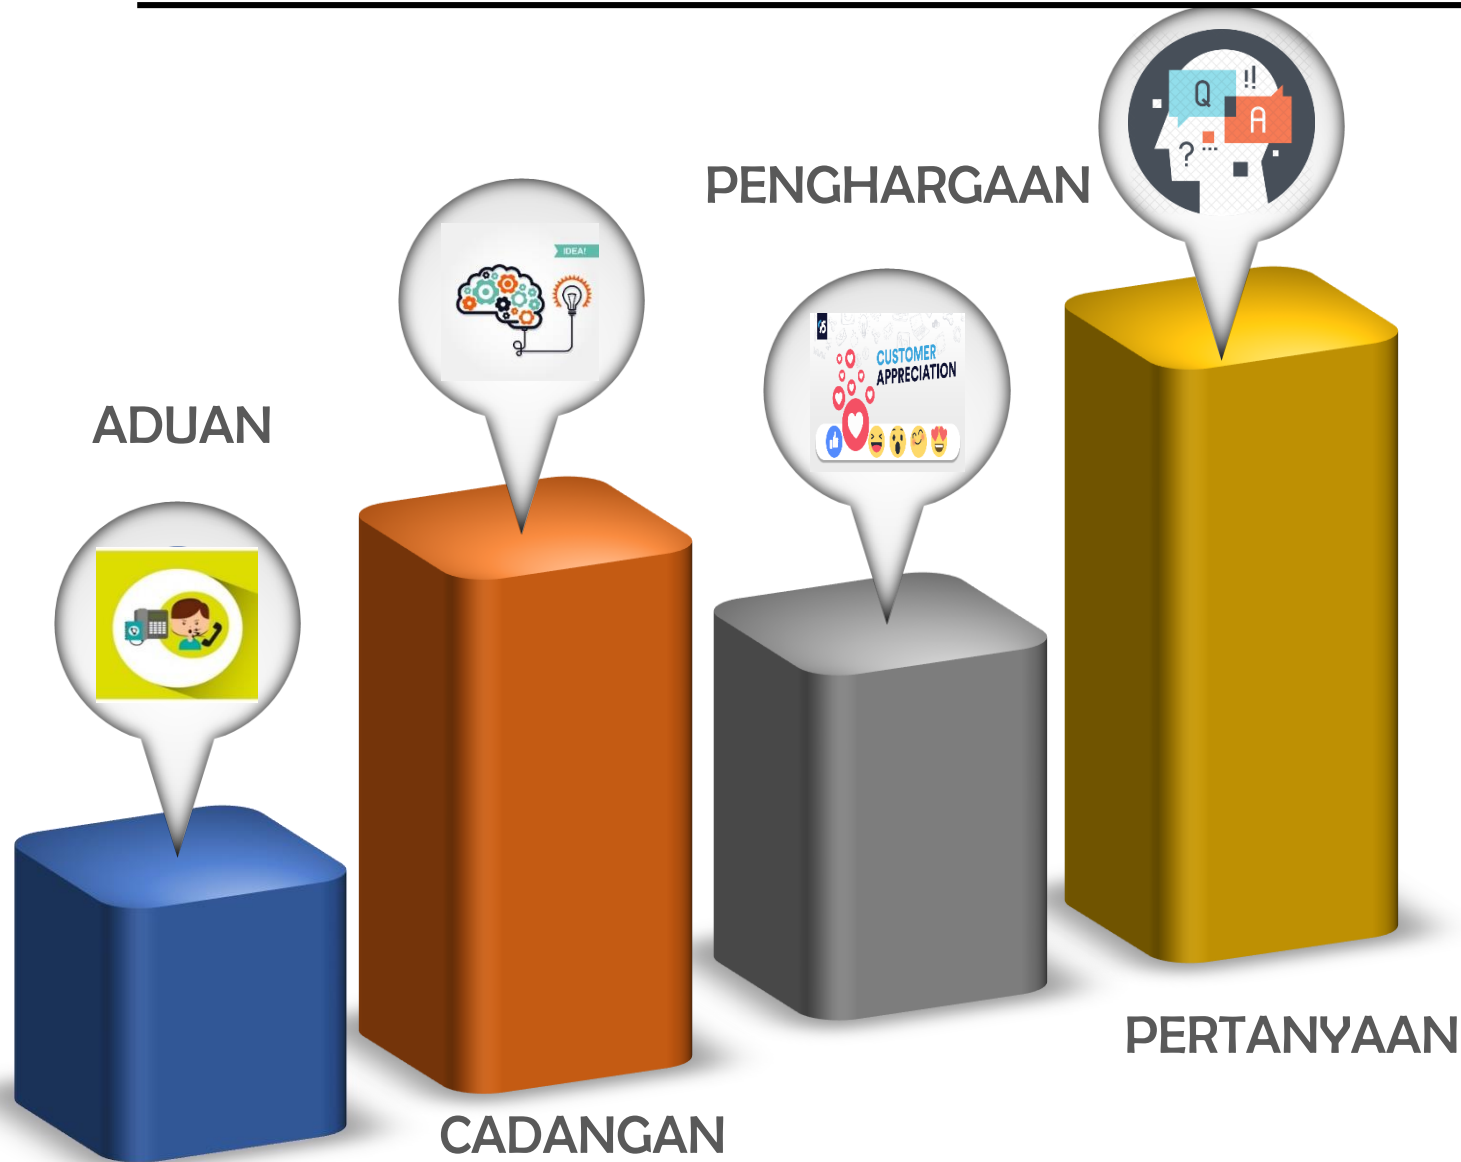 PENGHARGAAN
Q
!!
A
?...
IDEA!
CUSTOMER
APPRECIATION
ADUAN
PERTANYAAN
CADANGAN